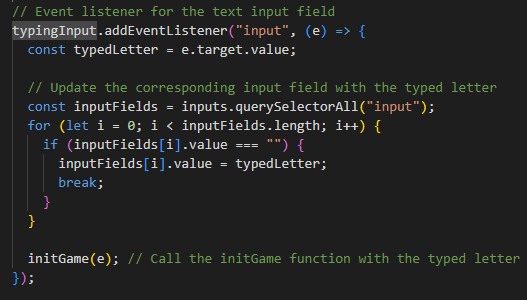 // Event listener for the text input field
typingInput.addEventListener("input", (e) => {
  const typedLetter = e.target.value;

  // Update the corresponding input field with the typed letter
  const inputFields = inputs.querySelectorAll("input");
  for (let i = 0; i < inputFields.length; i++) {
    if (inputFields[i].value === "") {
      inputFields[i].value = typedLetter;
      break;
    }
  }

  initGame(e); // Call the initGame function with the typed letter
});